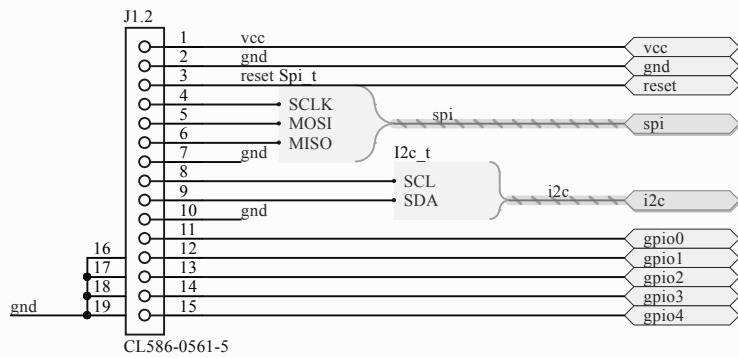 J1.2
1 vcc vcc
2 gnd gnd
3 reset Spi_t reset
4 SCLK
5 MOSI spi spi
6 MISO
7 gnd
I2c_t
8 SCL
9 SDA i2c i2c
10 gnd
11 gpio0
16 12 gpio1
17 13 gpio2
18 14 gpio3
gnd 19 15 gpio4
CL586-0561-5